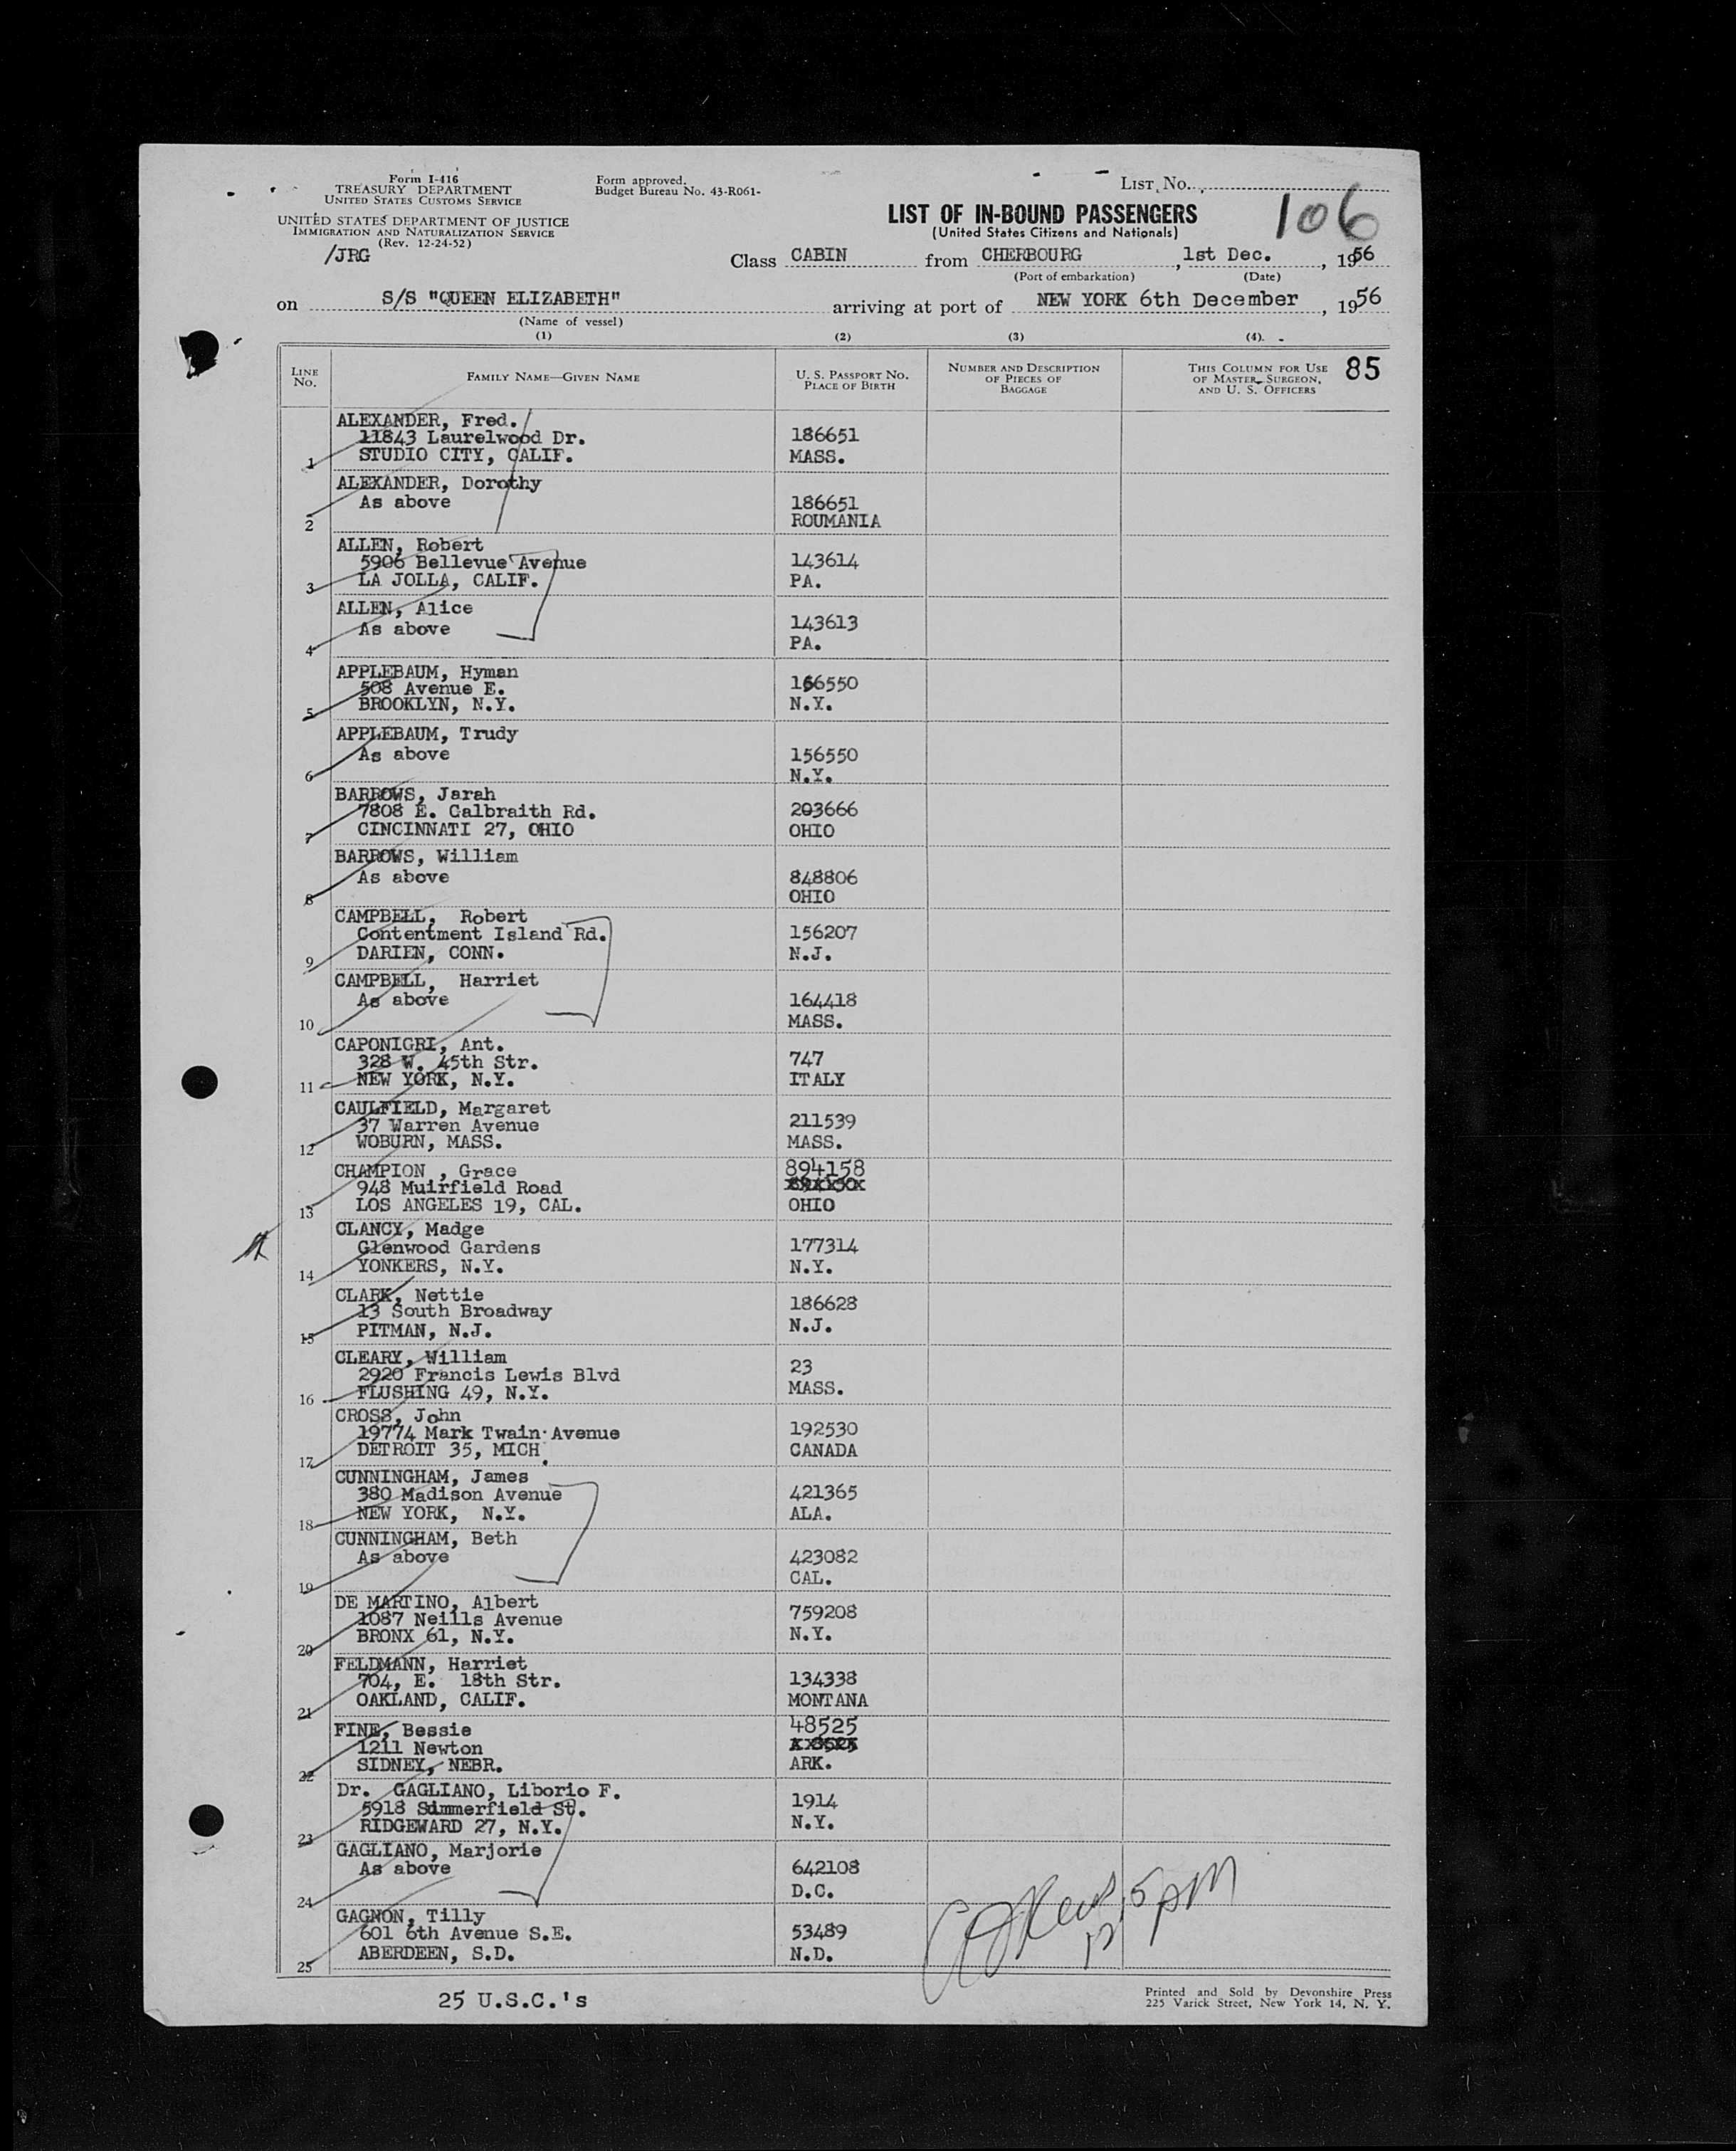 Form I-416
TREASURY DEPARTMENT
UNITED STATES CUSTOMS SERVICE
UNITED STATES DEPARTMENT OF JUSTICE
IMMIGRATION AND NATURALIZATION SERVICE
(Rev. 12-24-52)
/JRG
Form approved.
Budget Bureau No. 43-R061-
LIST No.
106
LIST OF IN-BOUND PASSENGERS
(United States Citizens and Nationals)
Class CABIN from CHERBOURG, 1st Dec., 1956
(Port of embarkation) (Date)
on S/S "QUEEN ELIZABETH" arriving at port of NEW YORK 6th December, 1956
(Name of vessel)
(1) (2) (3) (4).
LINE No.
FAMILY NAME—GIVEN NAME
U. S. PASSPORT NO.
PLACE OF BIRTH
NUMBER AND DESCRIPTION
OF PIECES OF
BAGGAGE
THIS COLUMN FOR USE
OF MASTER, SURGEON,
AND U. S. OFFICERS
85
ALEXANDER, Fred.
11843 Laurelwood Dr. 186651
1 STUDIO CITY, CALIF. MASS.
ALEXANDER, Dorothy
As above 186651
2 ROUMANIA
ALLEN, Robert
5906 Bellevue Avenue 143614
3 LA JOLLA, CALIF. PA.
ALLEN, Alice
As above 143613
4 PA.
APPLEBAUM, Hyman
508 Avenue E. 166550
5 BROOKLYN, N.Y. N.Y.
APPLEBAUM, Trudy
As above 156550
6 N.Y.
BARROWS, Jarah
7808 E. Galbraith Rd. 203666
7 CINCINNATI 27, OHIO OHIO
BARROWS, William
As above 848806
8 OHIO
CAMPBELL, Robert
Contentment Island Rd. 156207
9 DARIEN, CONN. N.J.
CAMPBELL, Harriet
As above 164418
10 MASS.
CAPONIGRI, Ant.
328 W. 45th Str. 747
11 NEW YORK, N.Y. ITALY
CAULFIELD, Margaret
37 Warren Avenue 211539
12 WOBURN, MASS. MASS.
CHAMPION , Grace 894158
948 Muirfield Road
13 LOS ANGELES 19, CAL. OHIO
CLANCY, Madge
Glenwood Gardens 177314
14 YONKERS, N.Y. N.Y.
CLARK, Nettie
13 South Broadway 186628
15 PITMAN, N.J. N.J.
CLEARY, William
2920 Francis Lewis Blvd 23
16 FLUSHING 49, N.Y. MASS.
CROSS, John
19774 Mark Twain Avenue 192530
17 DETROIT 35, MICH. CANADA
CUNNINGHAM, James
380 Madison Avenue 421365
18 NEW YORK, N.Y. ALA.
CUNNINGHAM, Beth
As above 423082
19 CAL.
DE MARTINO, Albert
1087 Neills Avenue 759208
20 BRONX 61, N.Y. N.Y.
FELDMANN, Harriet
704, E. 18th Str. 134338
21 OAKLAND, CALIF. MONTANA
FINE, Bessie 48525
1211 Newton
22 SIDNEY, NEBR. ARK.
Dr. GAGLIANO, Liborio F.
5918 Summerfield St. 1914
23 RIDGEWARD 27, N.Y. N.Y.
GAGLIANO, Marjorie
As above 642108
24 D.C.
GAGNON, Tilly
601 6th Avenue S.E. 53489
25 ABERDEEN, S.D. N.D.
5PM
25 U.S.C.'s
Printed and Sold by Devonshire Press
225 Varick Street, New York 14, N. Y.